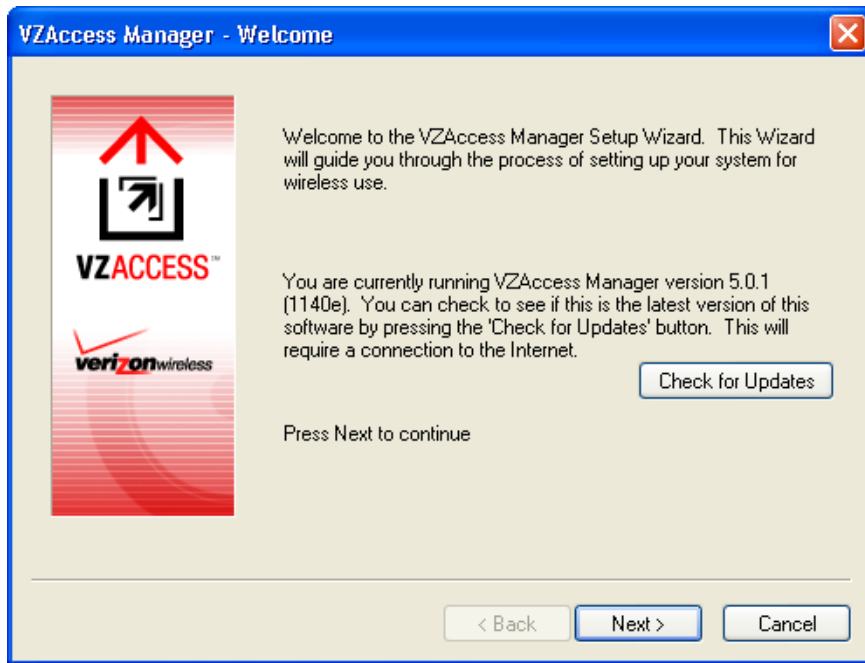 VZAccess Manager - Welcome
VZACCESS™
verizonwireless
Welcome to the VZAccess Manager Setup Wizard. This Wizard
will guide you through the process of setting up your system for
wireless use.
You are currently running VZAccess Manager version 5.0.1
(1140e). You can check to see if this is the latest version of this
software by pressing the 'Check for Updates' button. This will
require a connection to the Internet.
Check for Updates
Press Next to continue
< Back
Next >
Cancel